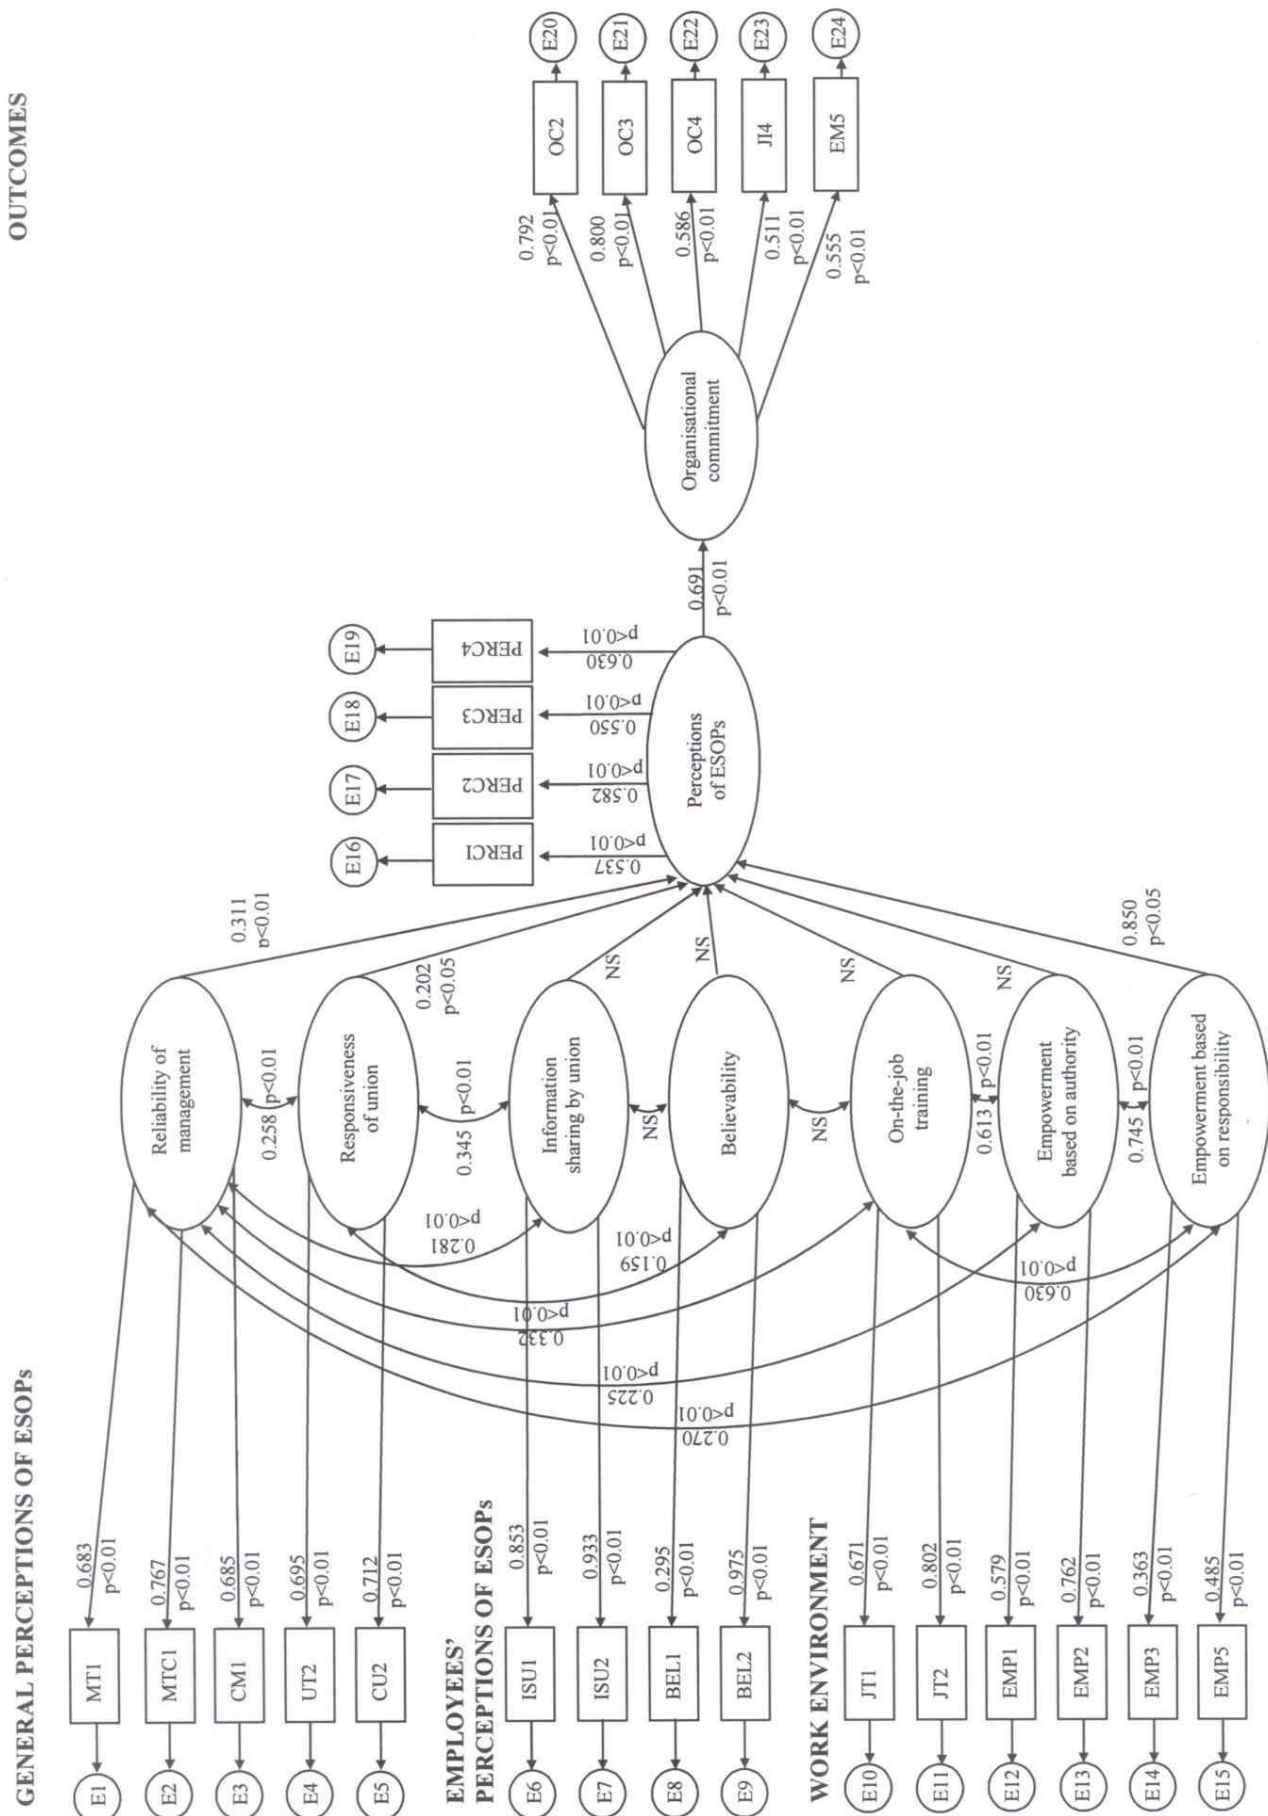 GENERAL PERCEPTIONS OF ESOPs
OUTCOMES
E1
MT1
0.683
p<0.01
E2
MTC1
0.767
p<0.01
E3
CM1
0.685
p<0.01
E4
UT2
0.695
p<0.01
E5
CU2
0.712
p<0.01
EMPLOYEES'
PERCEPTIONS OF ESOPs
E6
ISU1
0.853
p<0.01
E7
ISU2
0.933
p<0.01
E8
BEL1
0.295
p<0.01
E9
BEL2
0.975
p<0.01
WORK ENVIRONMENT
E10
JT1
0.671
p<0.01
E11
JT2
0.802
p<0.01
E12
EMP1
0.579
p<0.01
E13
EMP2
0.762
p<0.01
E14
EMP3
0.363
p<0.01
E15
EMP5
0.485
p<0.01
0.281
p<0.01
0.159
p<0.01
0.332
p<0.01
0.225
p<0.01
0.270
p<0.01
0.630
p<0.01
Reliability of
management
0.258 p<0.01
Responsiveness
of union
0.345 p<0.01
Information
sharing by union
NS
Believability
NS
On-the-job
training
0.613 p<0.01
Empowerment
based on authority
0.745 p<0.01
Empowerment based
on responsibility
0.311
p<0.01
0.202
p<0.05
NS
NS
NS
NS
0.850
p<0.05
E16
PERC1
0.537
p<0.01
E17
PERC2
0.582
p<0.01
E18
PERC3
0.550
p<0.01
E19
PERC4
0.630
p<0.01
Perceptions
of ESOPs
0.691
p<0.01
Organisational
commitment
0.792
p<0.01
OC2
E20
0.800
p<0.01
OC3
E21
0.586
p<0.01
OC4
E22
0.511
p<0.01
JI4
E23
0.555
p<0.01
EM5
E24